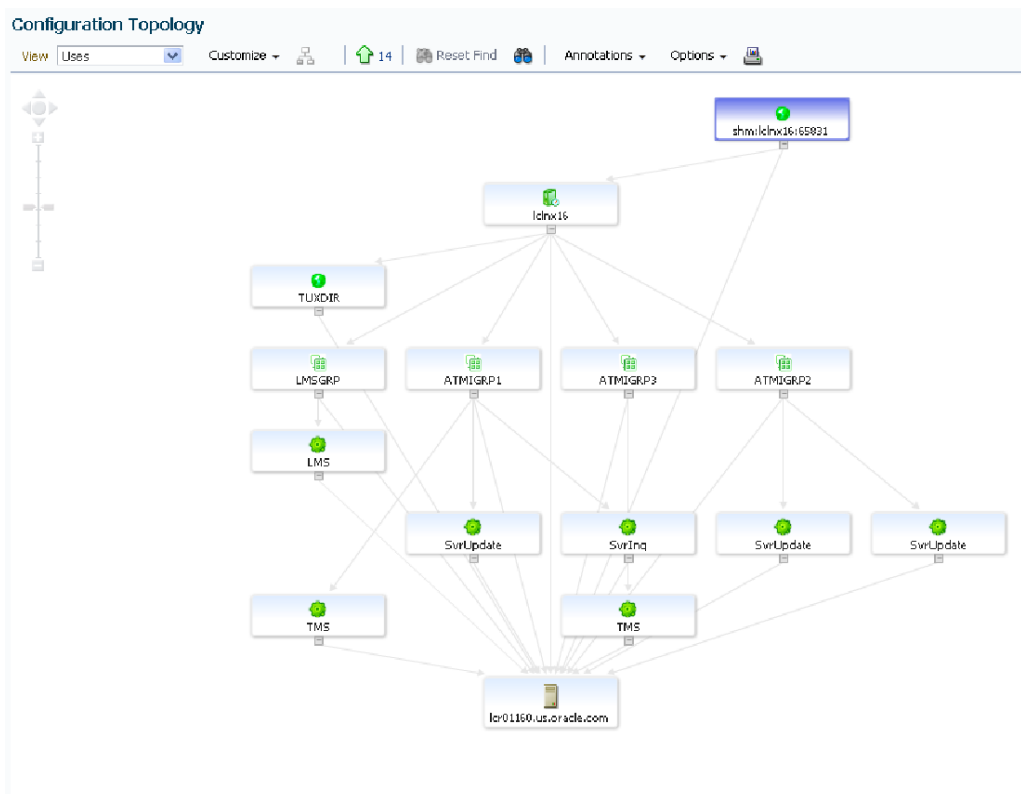 Configuration Topology
View Uses Customize 14 Reset Find Annotations Options
shm:lclnx16:65831
lclnx16
TUXDIR
LMSGRP ATMIGRP1 ATMIGRP3 ATMIGRP2
LMS
SvrUpdate SvrInq SvrUpdate SvrUpdate
TMS TMS
lcr01160.us.oracle.com